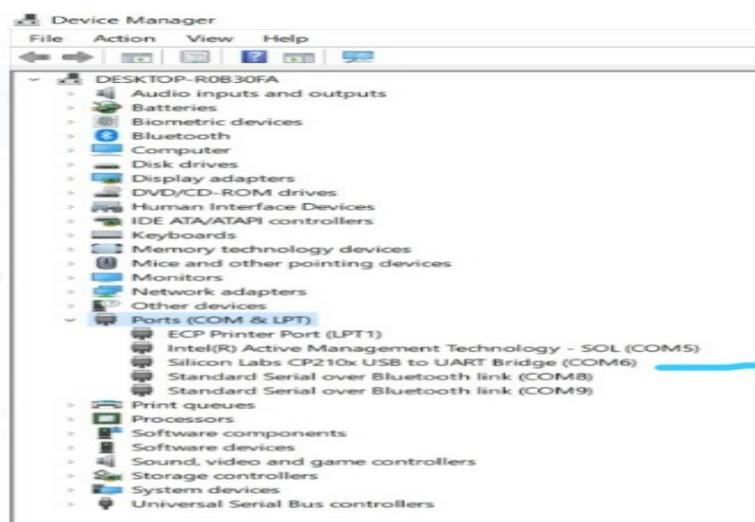 Device Manager
File Action View Help
DESKTOP-R0B30FA
Audio inputs and outputs
Batteries
Biometric devices
Bluetooth
Computer
Disk drives
Display adapters
DVD/CD-ROM drives
Human Interface Devices
IDE ATA/ATAPI controllers
Keyboards
Memory technology devices
Mice and other pointing devices
Monitors
Network adapters
Other devices
Ports (COM & LPT)
ECP Printer Port (LPT1)
Intel(R) Active Management Technology - SOL (COM5)
Silicon Labs CP210x USB to UART Bridge (COM6)
Standard Serial over Bluetooth link (COM8)
Standard Serial over Bluetooth link (COM9)
Print queues
Processors
Software components
Software devices
Sound, video and game controllers
Storage controllers
System devices
Universal Serial Bus controllers